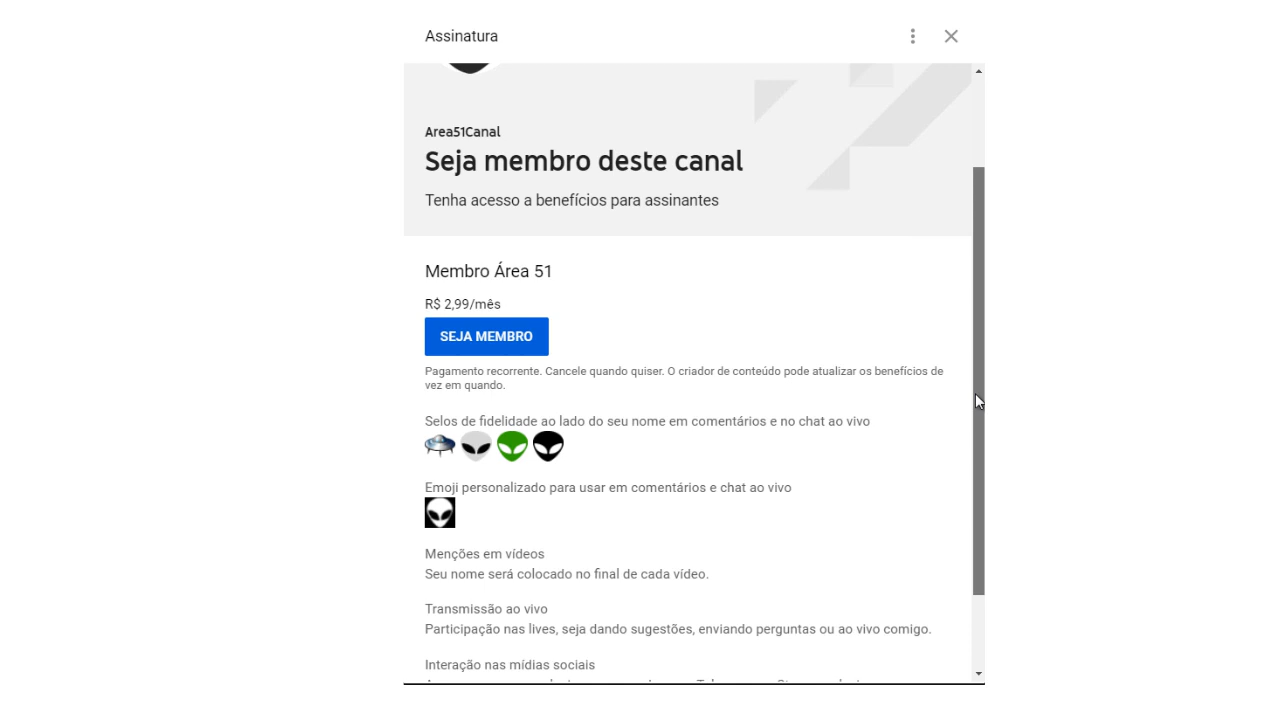 Assinatura
Area51Canal
Seja membro deste canal
Tenha acesso a benefícios para assinantes
Membro Área 51
R$ 2,99/mês
SEJA MEMBRO
Pagamento recorrente. Cancele quando quiser. O criador de conteúdo pode atualizar os benefícios de
vez em quando.
Selos de fidelidade ao lado do seu nome em comentários e no chat ao vivo
Emoji personalizado para usar em comentários e chat ao vivo
Menções em vídeos
Seu nome será colocado no final de cada vídeo.
Transmissão ao vivo
Participação nas lives, seja dando sugestões, enviando perguntas ou ao vivo comigo.
Interação nas mídias sociais